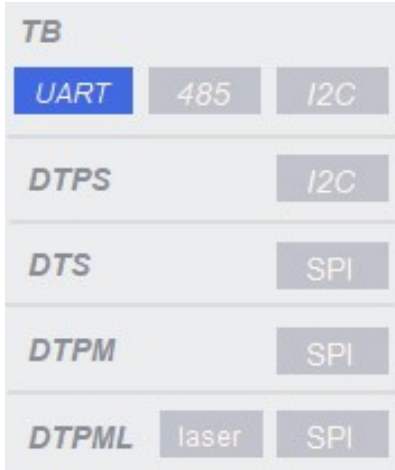 TB
UART 485 I2C
DTPS I2C
DTS SPI
DTPM SPI
DTPML laser SPI